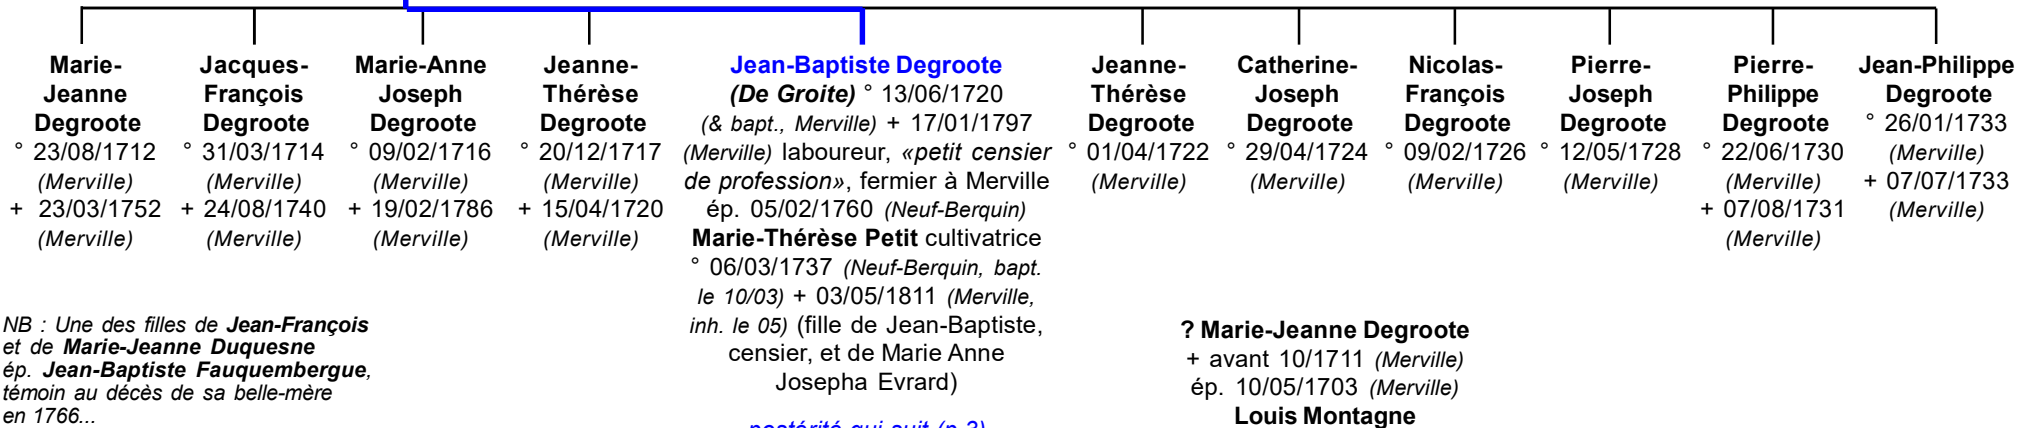 Marie-
Jeanne
Degroote
° 23/08/1712
(Merville)
+ 23/03/1752
(Merville)
Jacques-
François
Degroote
° 31/03/1714
(Merville)
+ 24/08/1740
(Merville)
Marie-Anne
Joseph
Degroote
° 09/02/1716
(Merville)
+ 19/02/1786
(Merville)
Jeanne-
Thérèse
Degroote
° 20/12/1717
(Merville)
+ 15/04/1720
(Merville)
Jean-Baptiste Degroote
(De Groite) ° 13/06/1720
(& bapt., Merville) + 17/01/1797
(Merville) laboureur, «petit censier
de profession», fermier à Merville
ép. 05/02/1760 (Neuf-Berquin)
Marie-Thérèse Petit cultivatrice
° 06/03/1737 (Neuf-Berquin, bapt.
le 10/03) + 03/05/1811 (Merville,
inh. le 05) (fille de Jean-Baptiste,
censier, et de Marie Anne
Josepha Evrard)
postérité qui suit (p.3)
Jeanne-
Thérèse
Degroote
° 01/04/1722
(Merville)
Catherine-
Joseph
Degroote
° 29/04/1724
(Merville)
Nicolas-
François
Degroote
° 09/02/1726
(Merville)
Pierre-
Joseph
Degroote
° 12/05/1728
(Merville)
Pierre-
Philippe
Degroote
° 22/06/1730
(Merville)
+ 07/08/1731
(Merville)
Jean-Philippe
Degroote
° 26/01/1733
(Merville)
+ 07/07/1733
(Merville)
NB : Une des filles de Jean-François
et de Marie-Jeanne Duquesne
ép. Jean-Baptiste Fauquembergue,
témoin au décès de sa belle-mère
en 1766...
? Marie-Jeanne Degroote
+ avant 10/1711 (Merville)
ép. 10/05/1703 (Merville)
Louis Montagne